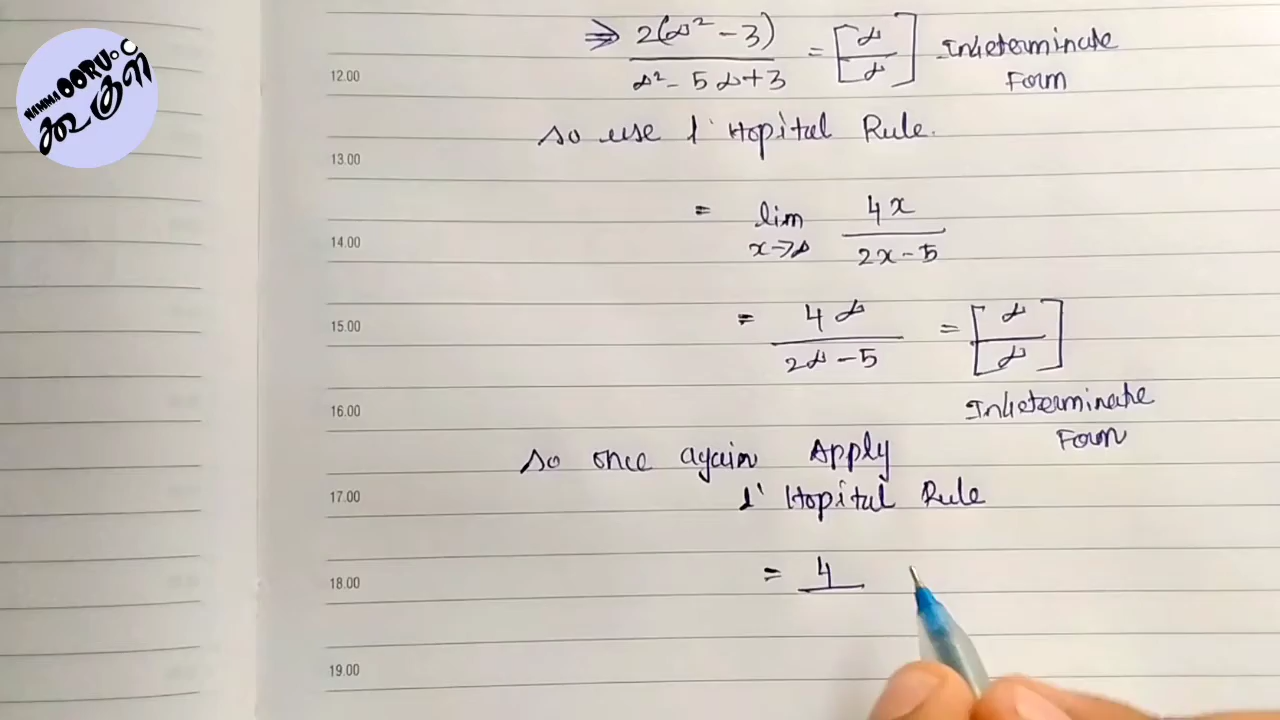 NAMMA OORU
⇒ 2(∞² - 3) / ∞² - 5∞ + 3 = [∞/∞] Indeterminate
Form
12.00
so use l' Hopital Rule.
13.00
= lim x→∞ 4x / 2x - 5
14.00
= 4∞ / 2∞ - 5 = [∞/∞]
15.00
Indeterminate
16.00
Form
so once again Apply
l' Hopital Rule
17.00
= 4
18.00
19.00